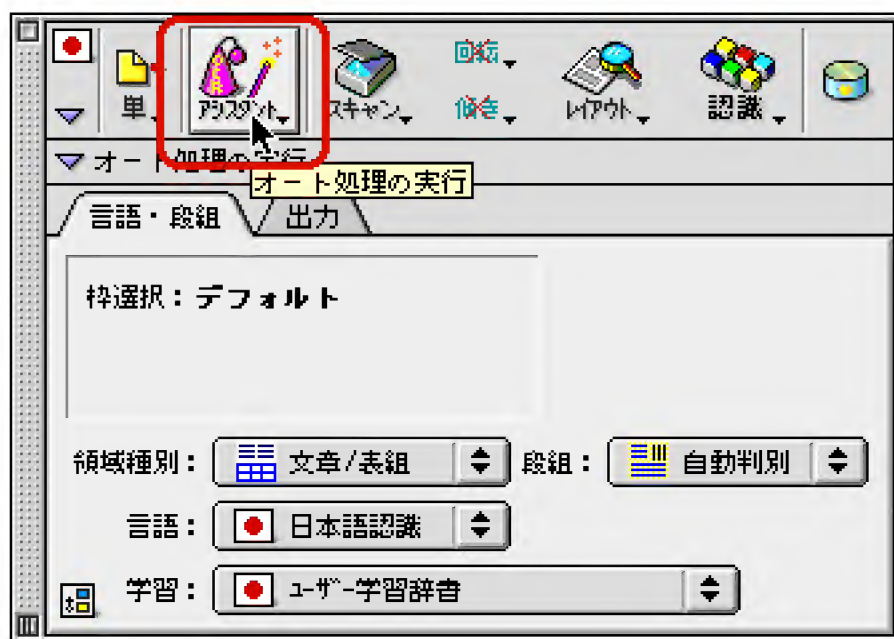 回転
単 アシスタント スキャン 傾き レイアウト 認識
オート処理の実行
オート処理の実行
言語・段組 出力
枠選択：デフォルト
領域種別： 文章/表組 段組： 自動判別
言語： 日本語認識
学習： ユーザー学習辞書